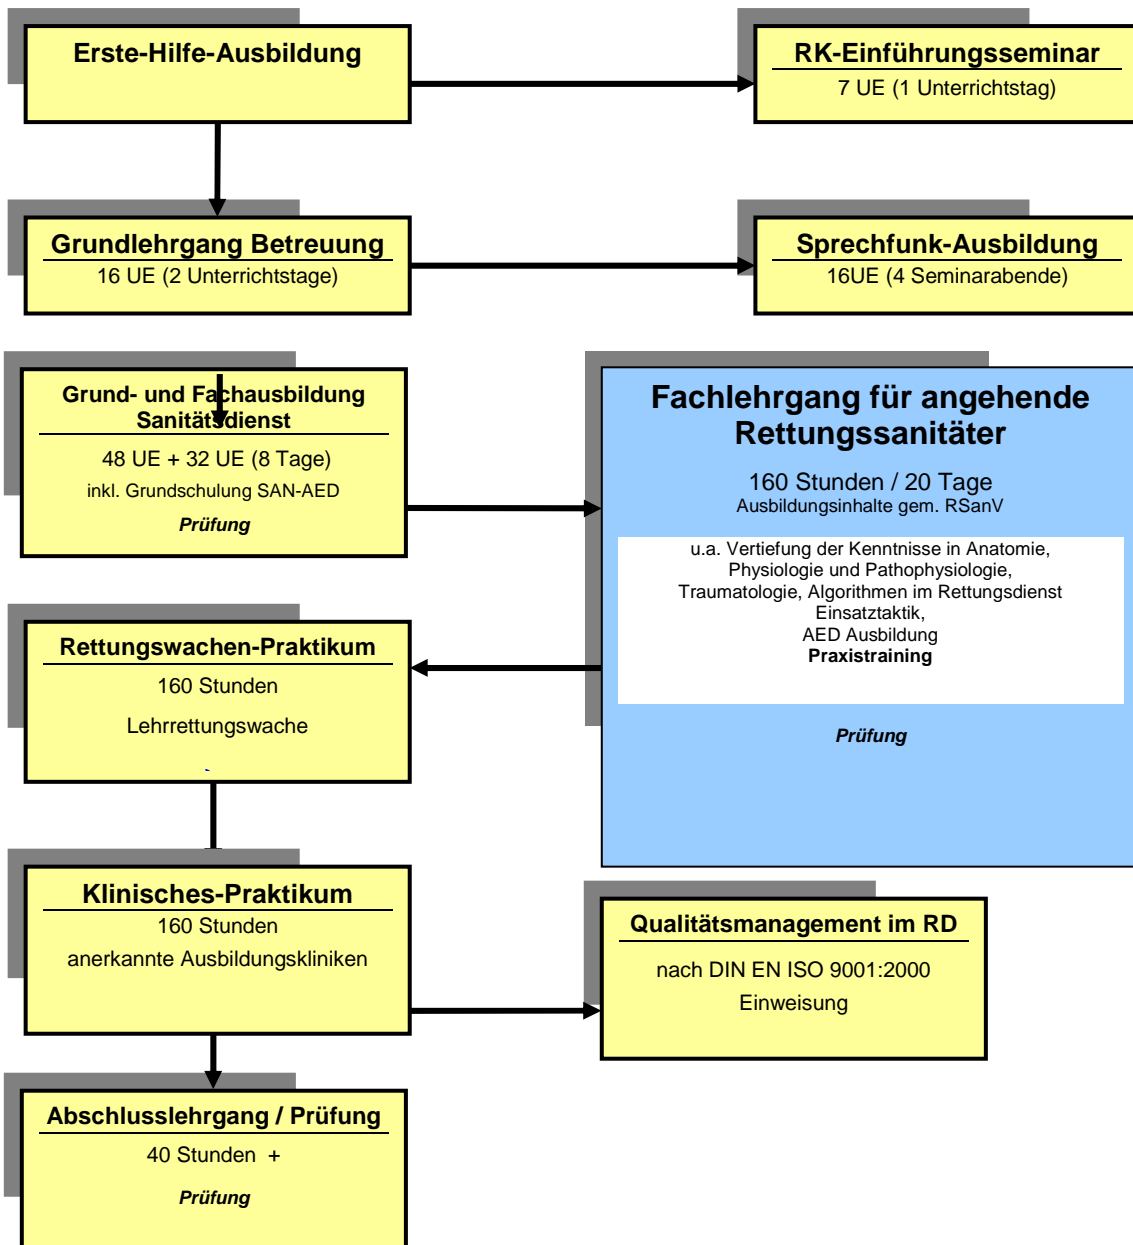 Erste-Hilfe-Ausbildung
RK-Einführungsseminar
7 UE (1 Unterrichtstag)
Grundlehrgang Betreuung
16 UE (2 Unterrichtstage)
Sprechfunk-Ausbildung
16UE (4 Seminarabende)
Grund- und Fachausbildung
Sanitätsdienst
48 UE + 32 UE (8 Tage)
inkl. Grundschulung SAN-AED
Prüfung
Fachlehrgang für angehende
Rettungssanitäter
160 Stunden / 20 Tage
Ausbildungsinhalte gem. RSanV
u.a. Vertiefung der Kenntnisse in Anatomie,
Physiologie und Pathophysiologie,
Traumatologie, Algorithmen im Rettungsdienst
Einsatztaktik,
AED Ausbildung
Praxistraining
Prüfung
Rettungswachen-Praktikum
160 Stunden
Lehrrettungswache
Klinisches-Praktikum
160 Stunden
anerkannte Ausbildungskliniken
Qualitätsmanagement im RD
nach DIN EN ISO 9001:2000
Einweisung
Abschlusslehrgang / Prüfung
40 Stunden +
Prüfung